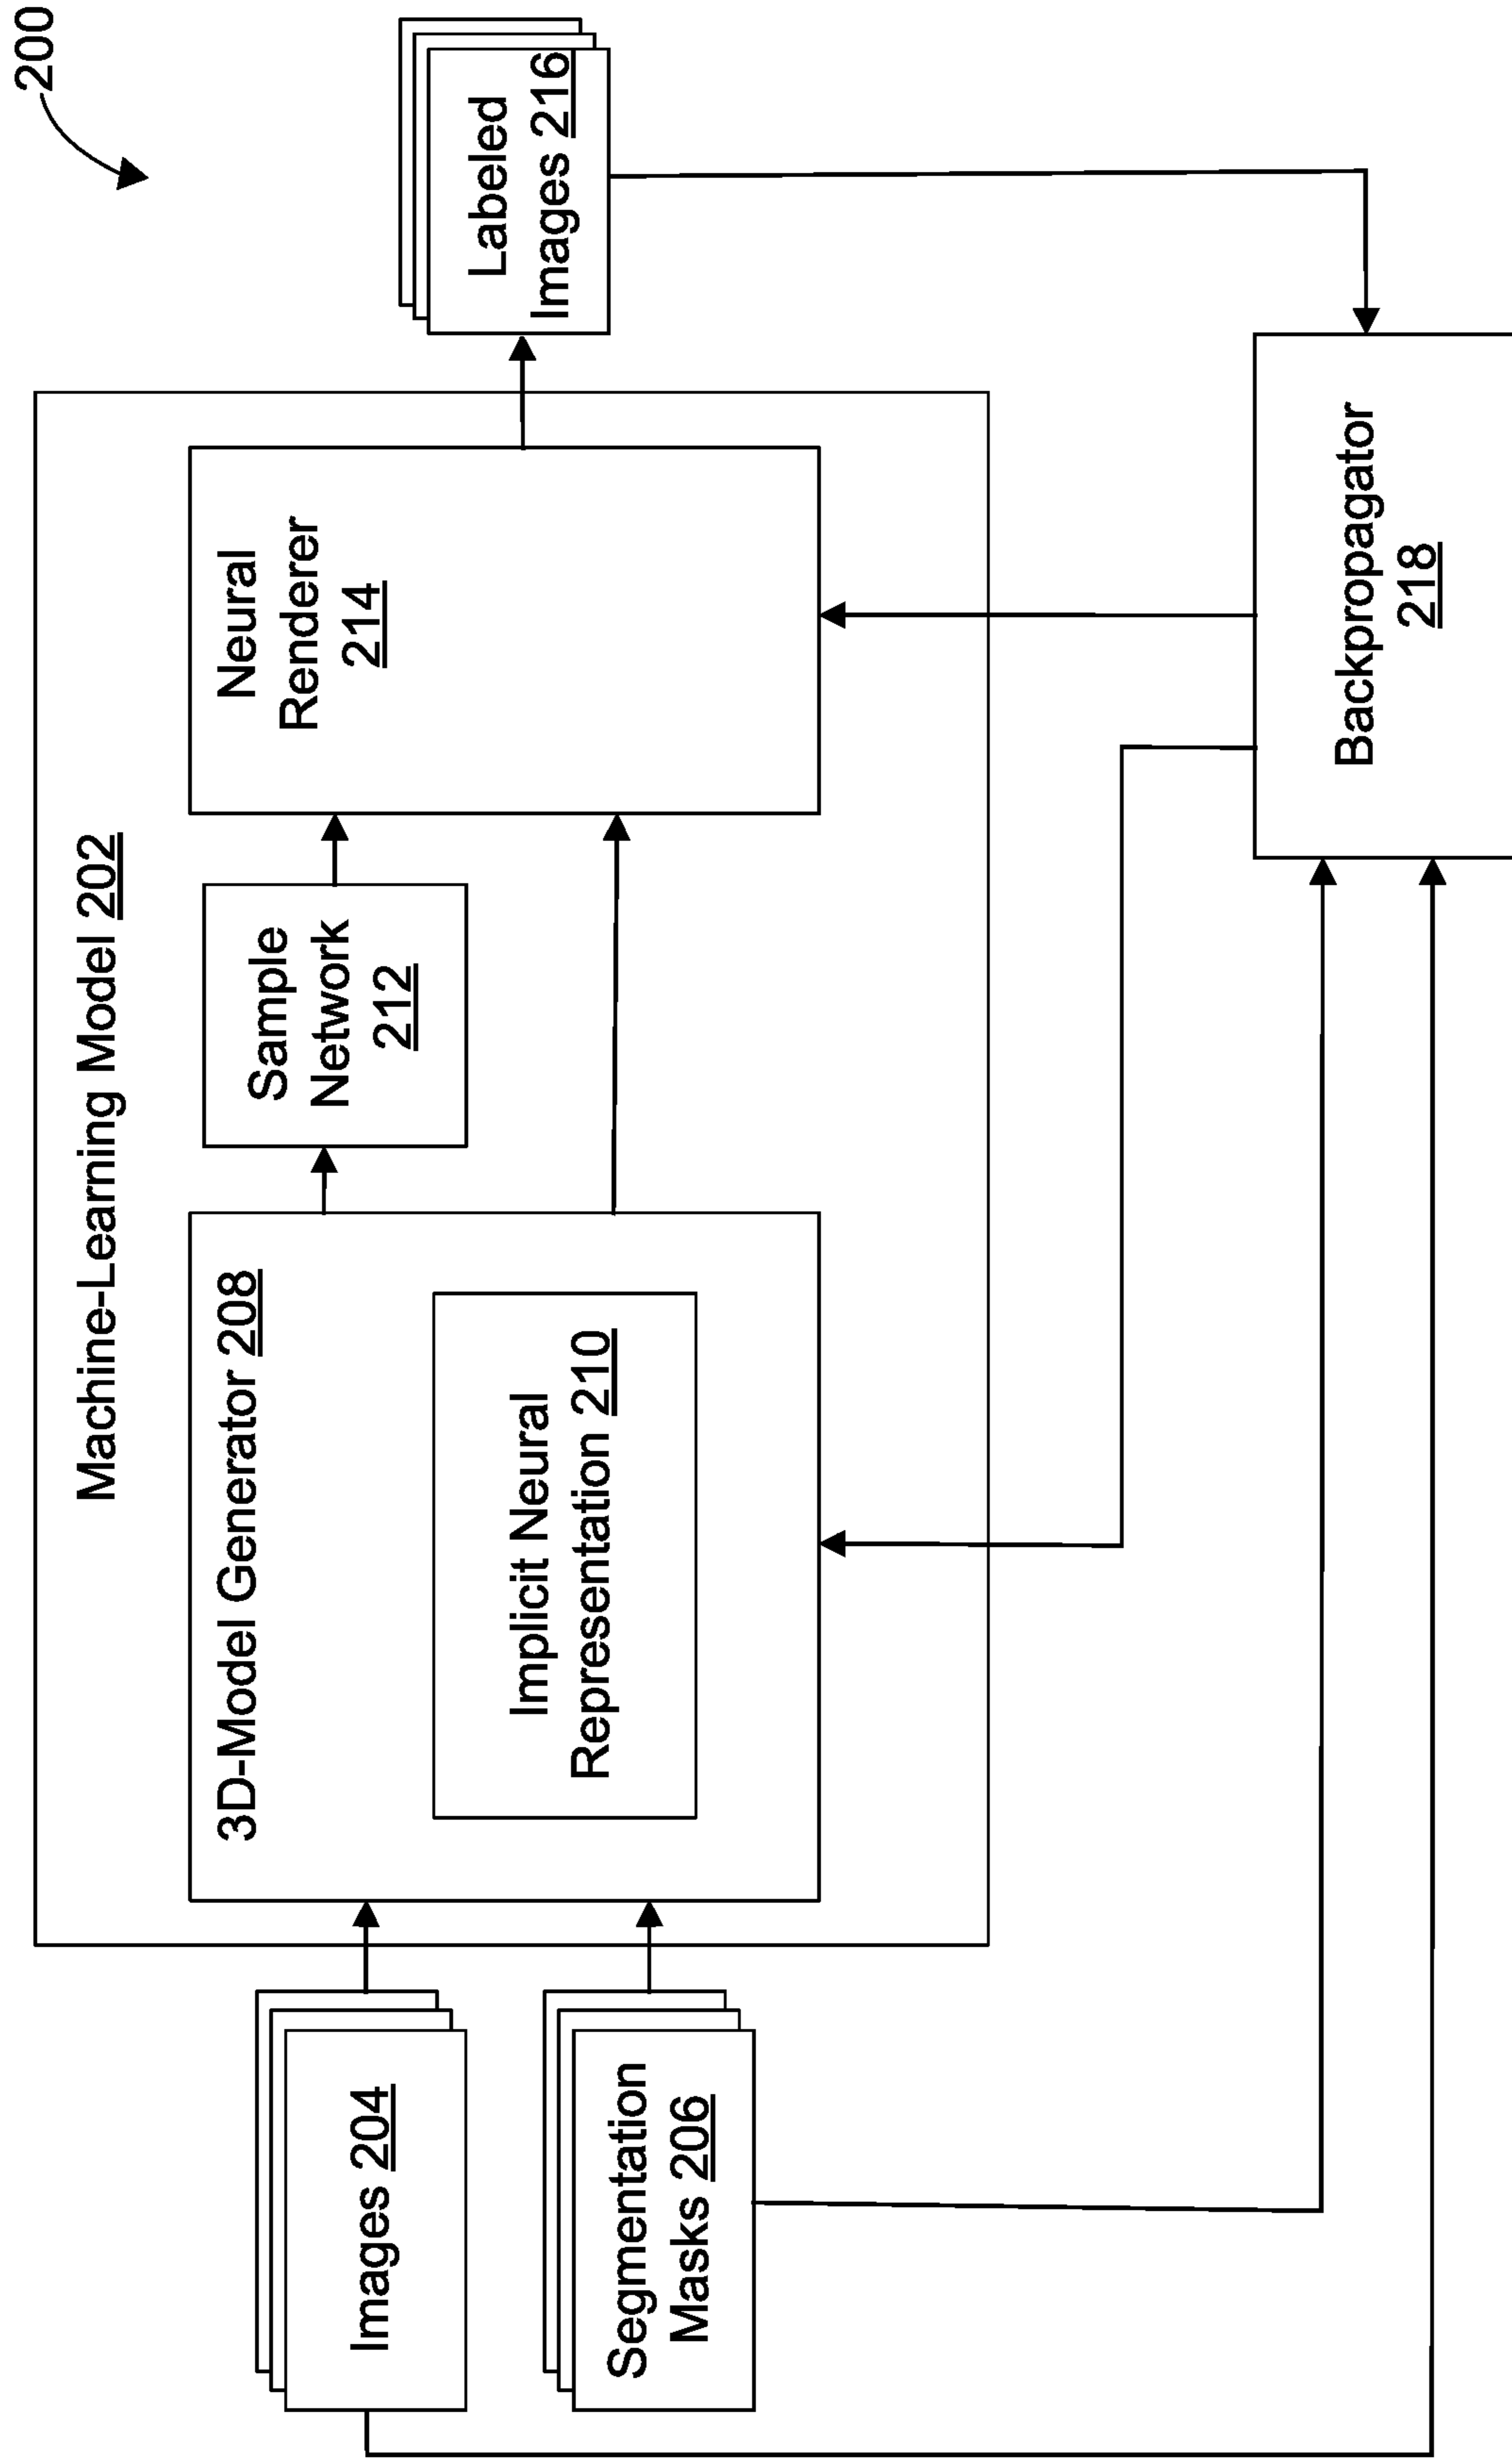 200
Machine-Learning Model 202
Images 204
Segmentation
Masks 206
3D-Model Generator 208
Implicit Neural
Representation 210
Sample
Network
212
Neural
Renderer
214
Labeled
Images 216
Backpropagator
218